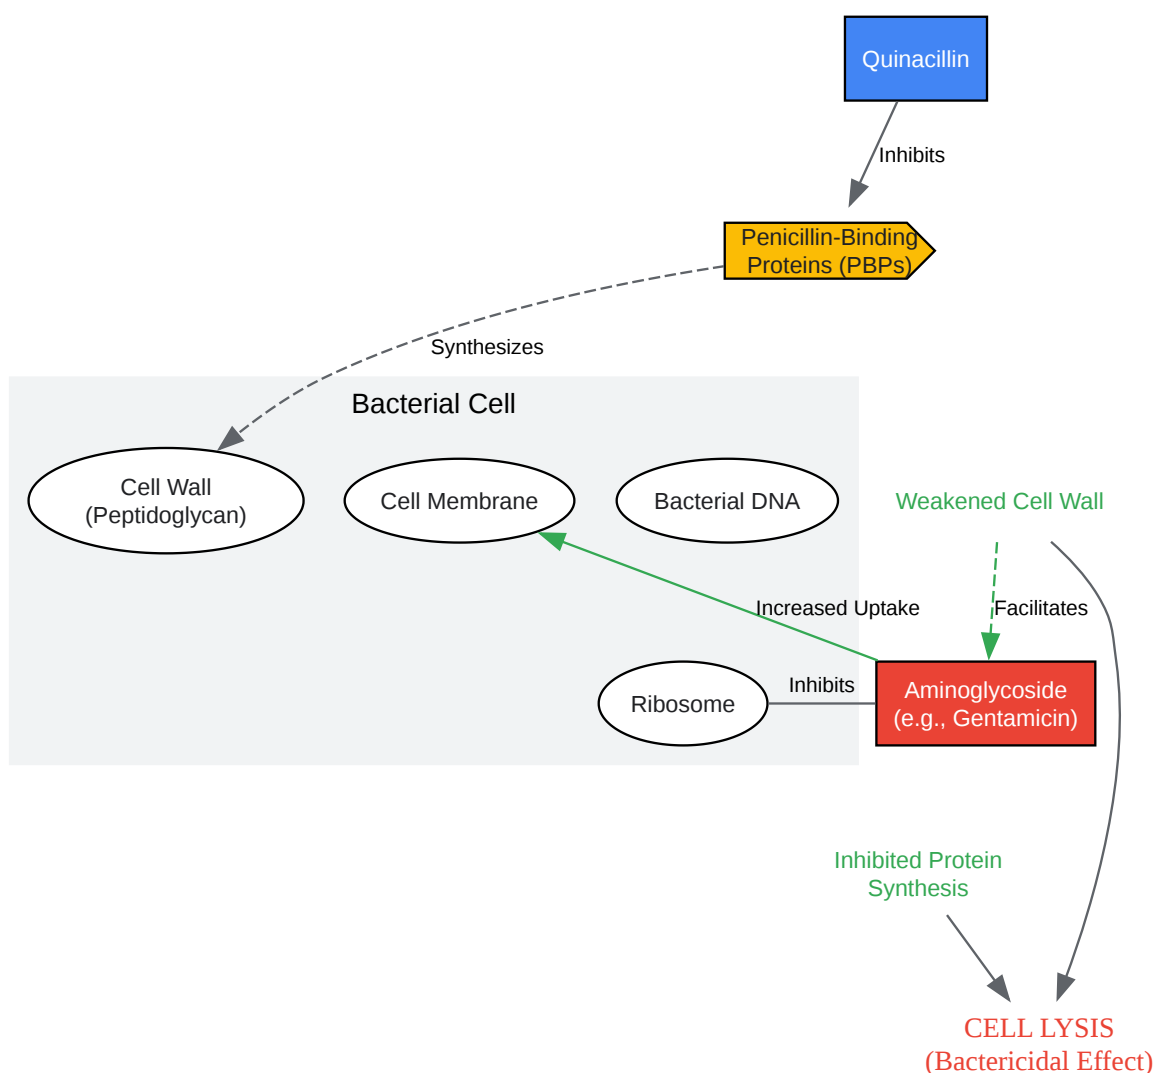 Quinacillin
Inhibits
Penicillin-Binding
Proteins (PBPs)
Synthesizes
Bacterial Cell
Cell Wall
(Peptidoglycan)
Cell Membrane
Bacterial DNA
Weakened Cell Wall
Increased Uptake
Facilitates
Ribosome
Inhibits
Aminoglycoside
(e.g., Gentamicin)
Inhibited Protein
Synthesis
CELL LYSIS
(Bactericidal Effect)